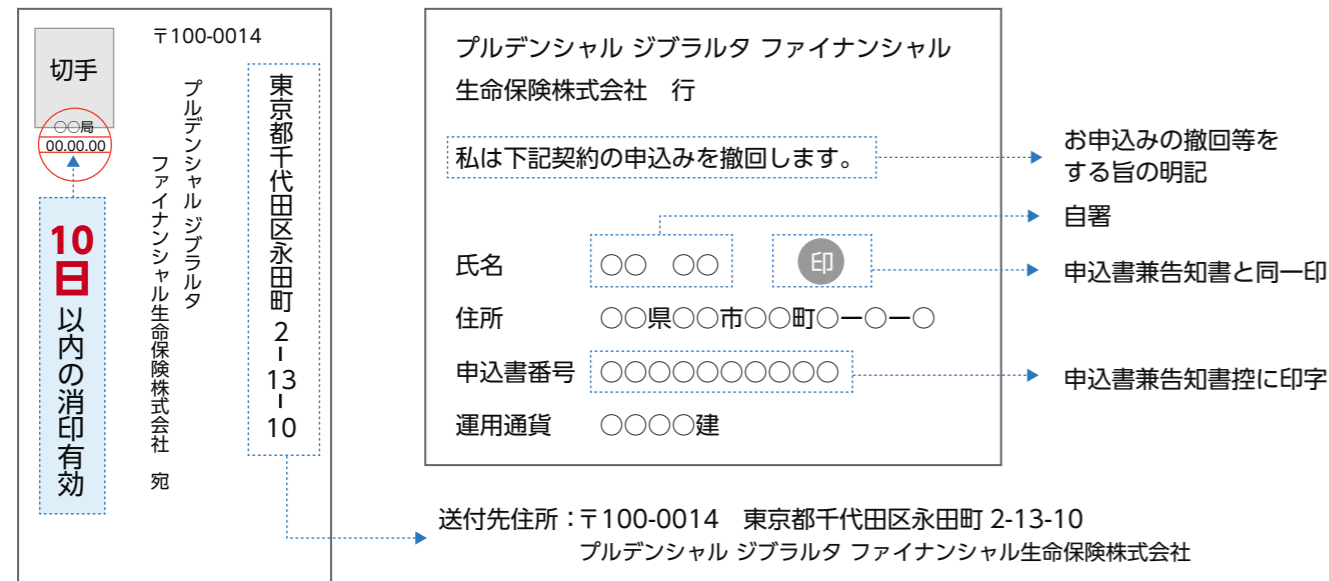 切手
○○局
00.00.00
10日以内の消印有効
〒100-0014
東京都千代田区永田町2-13-10
プルデンシャル ジブラルタ
ファイナンシャル生命保険株式会社 宛
プルデンシャル ジブラルタ ファイナンシャル
生命保険株式会社 行
私は下記契約の申込みを撤回します。
お申込みの撤回等を
する旨の明記
自署
氏名 ○○ ○○ 印
申込書兼告知書と同一印
住所 ○○県○○市○○町○ー○ー○
申込書番号 ○○○○○○○○○○
申込書兼告知書控に印字
運用通貨 ○○○○建
送付先住所:〒100-0014 東京都千代田区永田町 2-13-10
プルデンシャル ジブラルタ ファイナンシャル生命保険株式会社